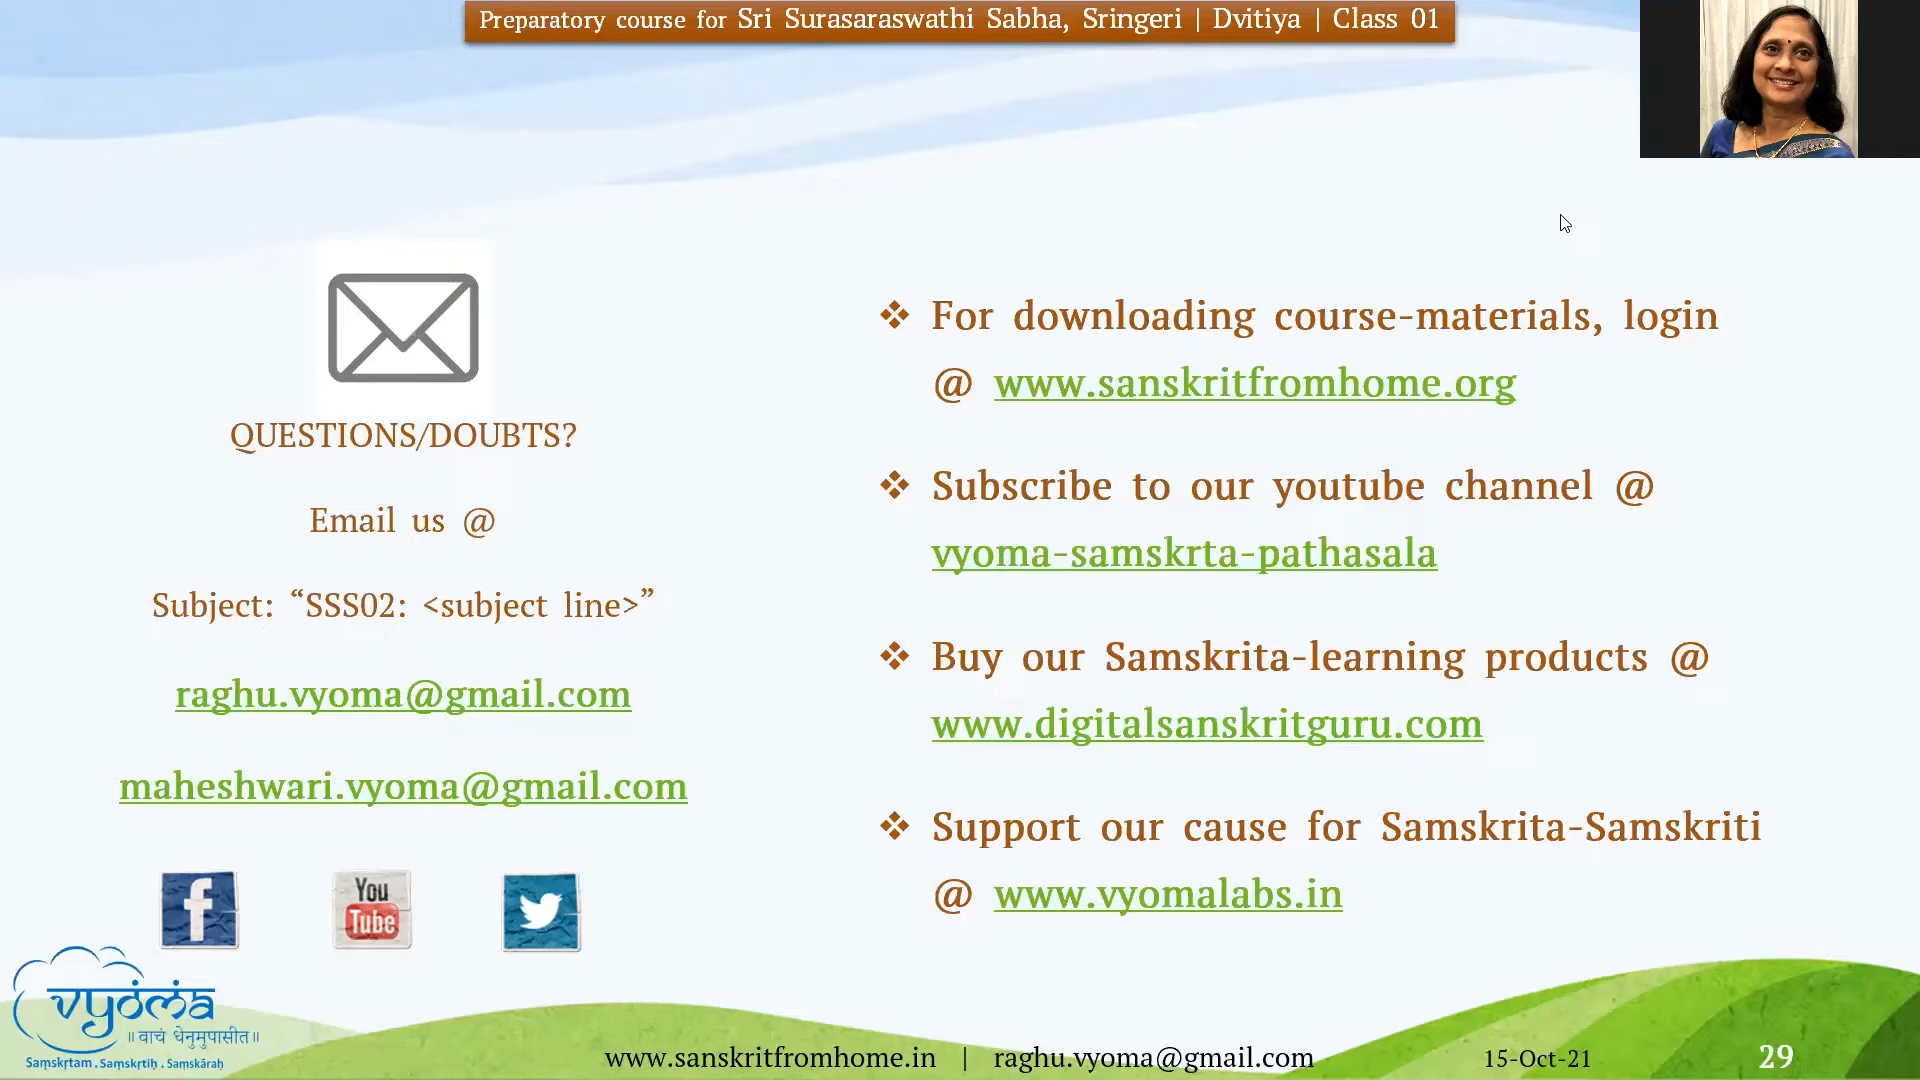 Preparatory course for Sri Surasaraswathi Sabha, Sringeri | Dvitiya | Class 01
QUESTIONS/DOUBTS?
Email us @
Subject: “SSS02: <subject line>”
raghu.vyoma@gmail.com
maheshwari.vyoma@gmail.com
You
Tube
❖ For downloading course-materials, login
@ www.sanskritfromhome.org
❖ Subscribe to our youtube channel @
vyoma-samskrta-pathasala
❖ Buy our Samskrita-learning products @
www.digitalsanskritguru.com
❖ Support our cause for Samskrita-Samskriti
@ www.vyomalabs.in
vyoma
॥ वाचं धेनुमुपासीत ॥
Saṃskṛtam . Saṃskṛtiḥ . Saṃskārāḥ
www.sanskritfromhome.in | raghu.vyoma@gmail.com
15-Oct-21
29